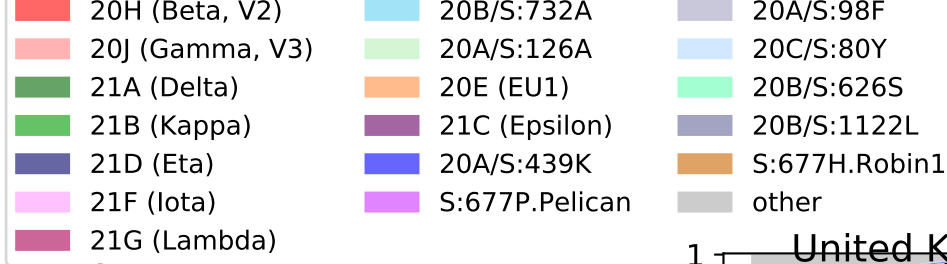 20H (Beta, V2)
20J (Gamma, V3)
21A (Delta)
21B (Kappa)
21D (Eta)
21F (Iota)
21G (Lambda)
20B/S:732A
20A/S:126A
20E (EU1)
21C (Epsilon)
20A/S:439K
S:677P.Pelican
20A/S:98F
20C/S:80Y
20B/S:626S
20B/S:1122L
S:677H.Robin1
other
United K
1